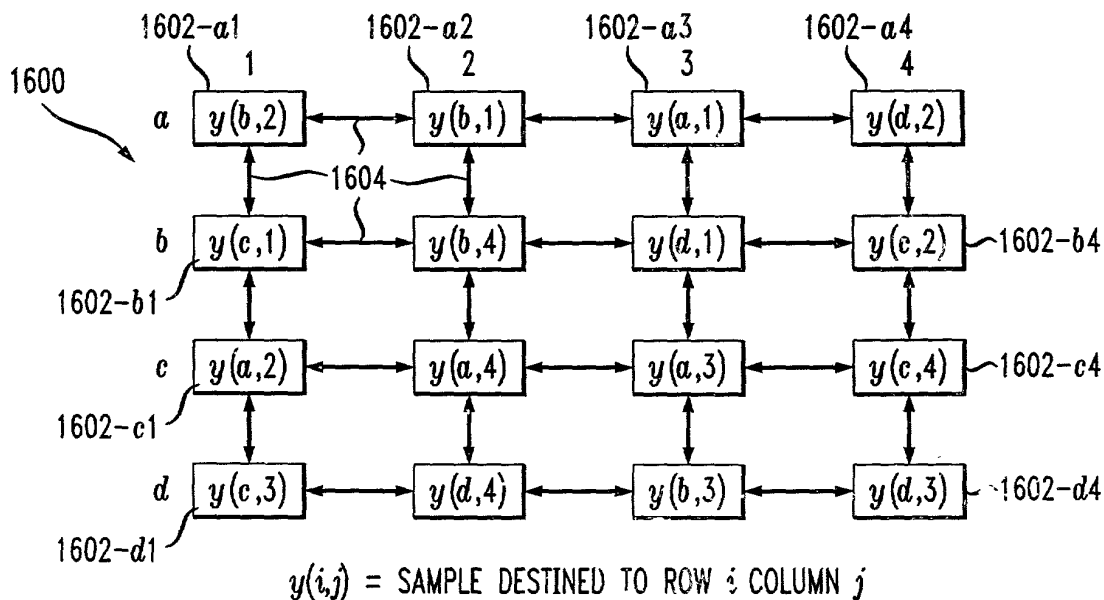 1602-a1 1602-a2 1602-a3 1602-a4
1 2 3 4
1600
a y(b,2) y(b,1) y(a,1) y(d,2)
1604
b y(c,1) y(b,4) y(d,1) y(c,2) 1602-b4
1602-b1
c y(a,2) y(a,4) y(a,3) y(c,4) 1602-c4
1602-c1
d y(c,3) y(d,4) y(b,3) y(d,3) 1602-d4
1602-d1
y(i,j) = SAMPLE DESTINED TO ROW i COLUMN j